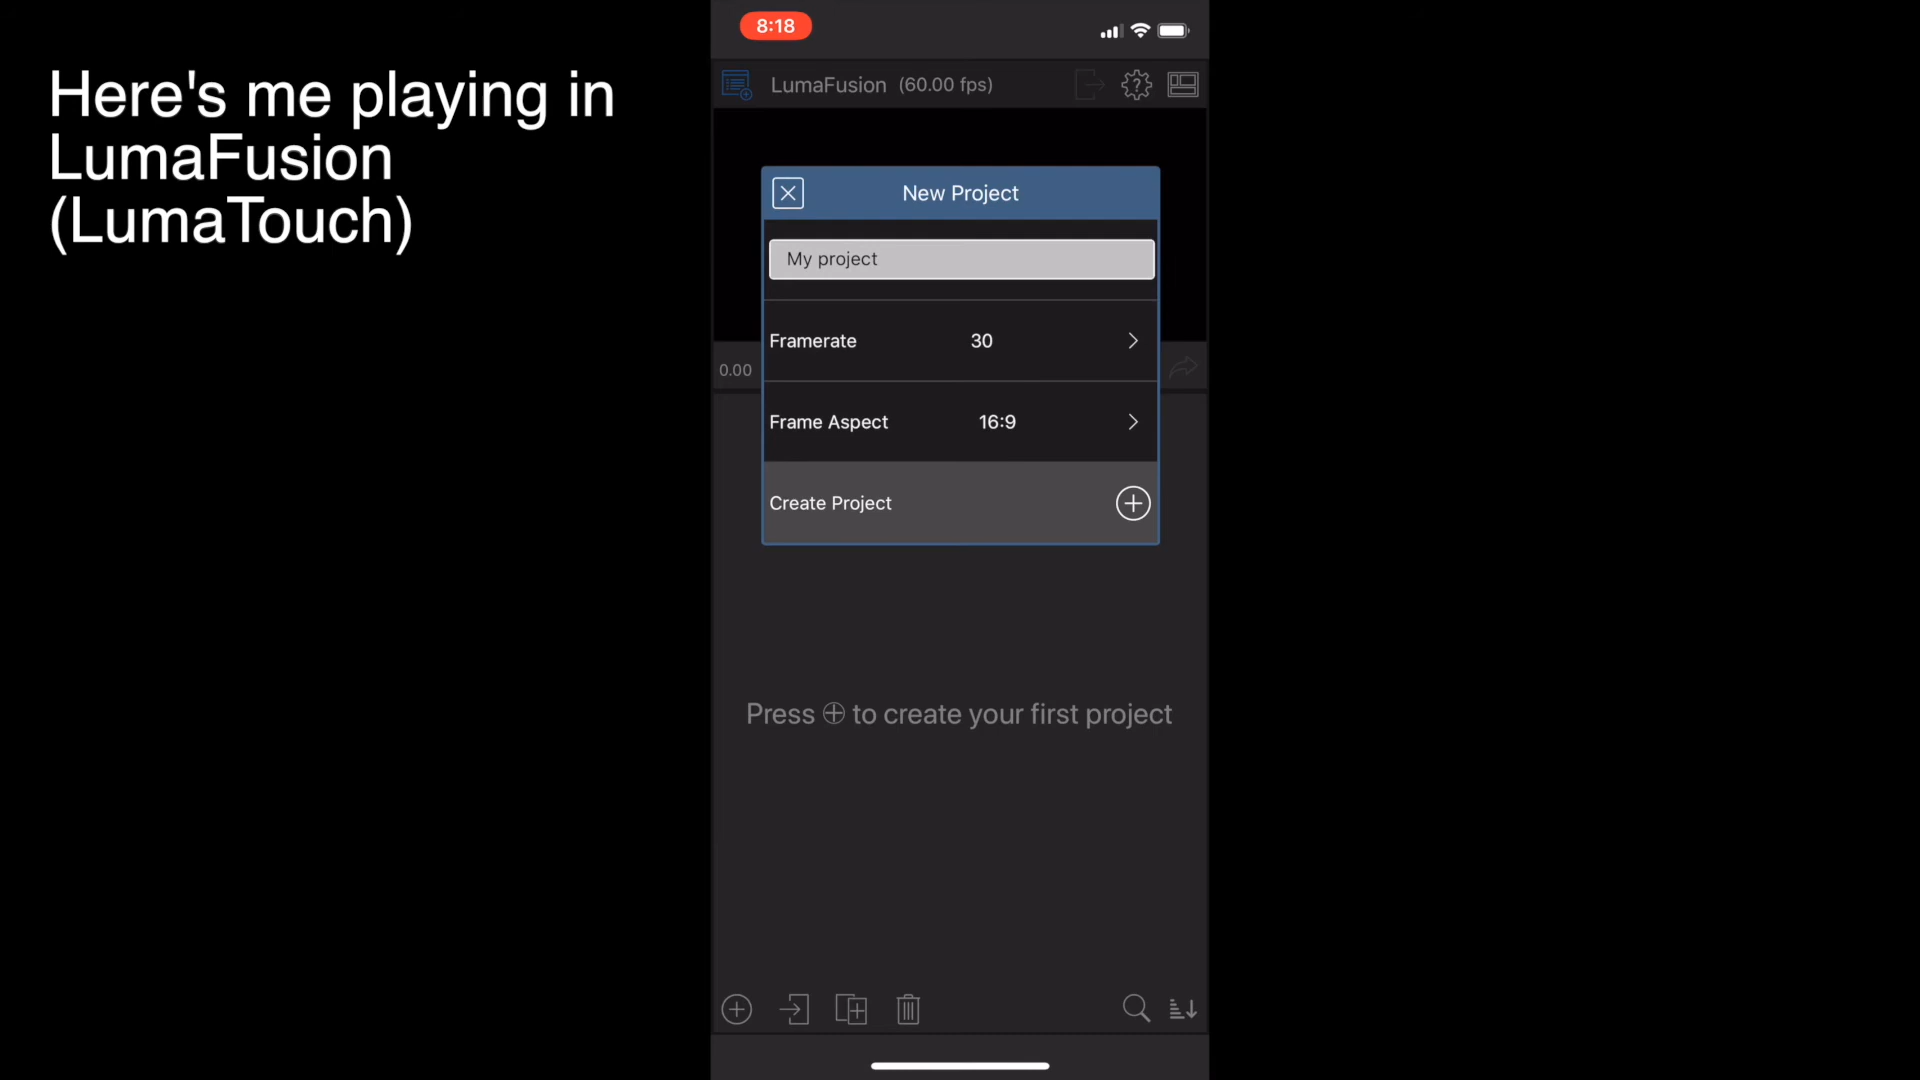 Here's me playing in
LumaFusion
(LumaTouch)
8:18
LumaFusion (60.00 fps)
New Project
My project
Framerate 30
0.00
Frame Aspect 16:9
Create Project
Press ⊕ to create your first project